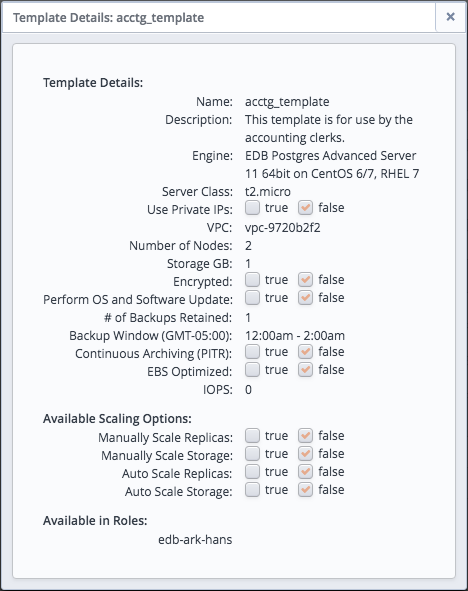 Template Details: acctg_template
Template Details:
Name: acctg_template
Description: This template is for use by the
accounting clerks.
Engine: EDB Postgres Advanced Server
11 64bit on CentOS 6/7, RHEL 7
Server Class: t2.micro
Use Private IPs: true false
VPC: vpc-9720b2f2
Number of Nodes: 2
Storage GB: 1
Encrypted: true false
Perform OS and Software Update: true false
# of Backups Retained: 1
Backup Window (GMT-05:00): 12:00am - 2:00am
Continuous Archiving (PITR): true false
EBS Optimized: true false
IOPS: 0
Available Scaling Options:
Manually Scale Replicas: true false
Manually Scale Storage: true false
Auto Scale Replicas: true false
Auto Scale Storage: true false
Available in Roles:
edb-ark-hans